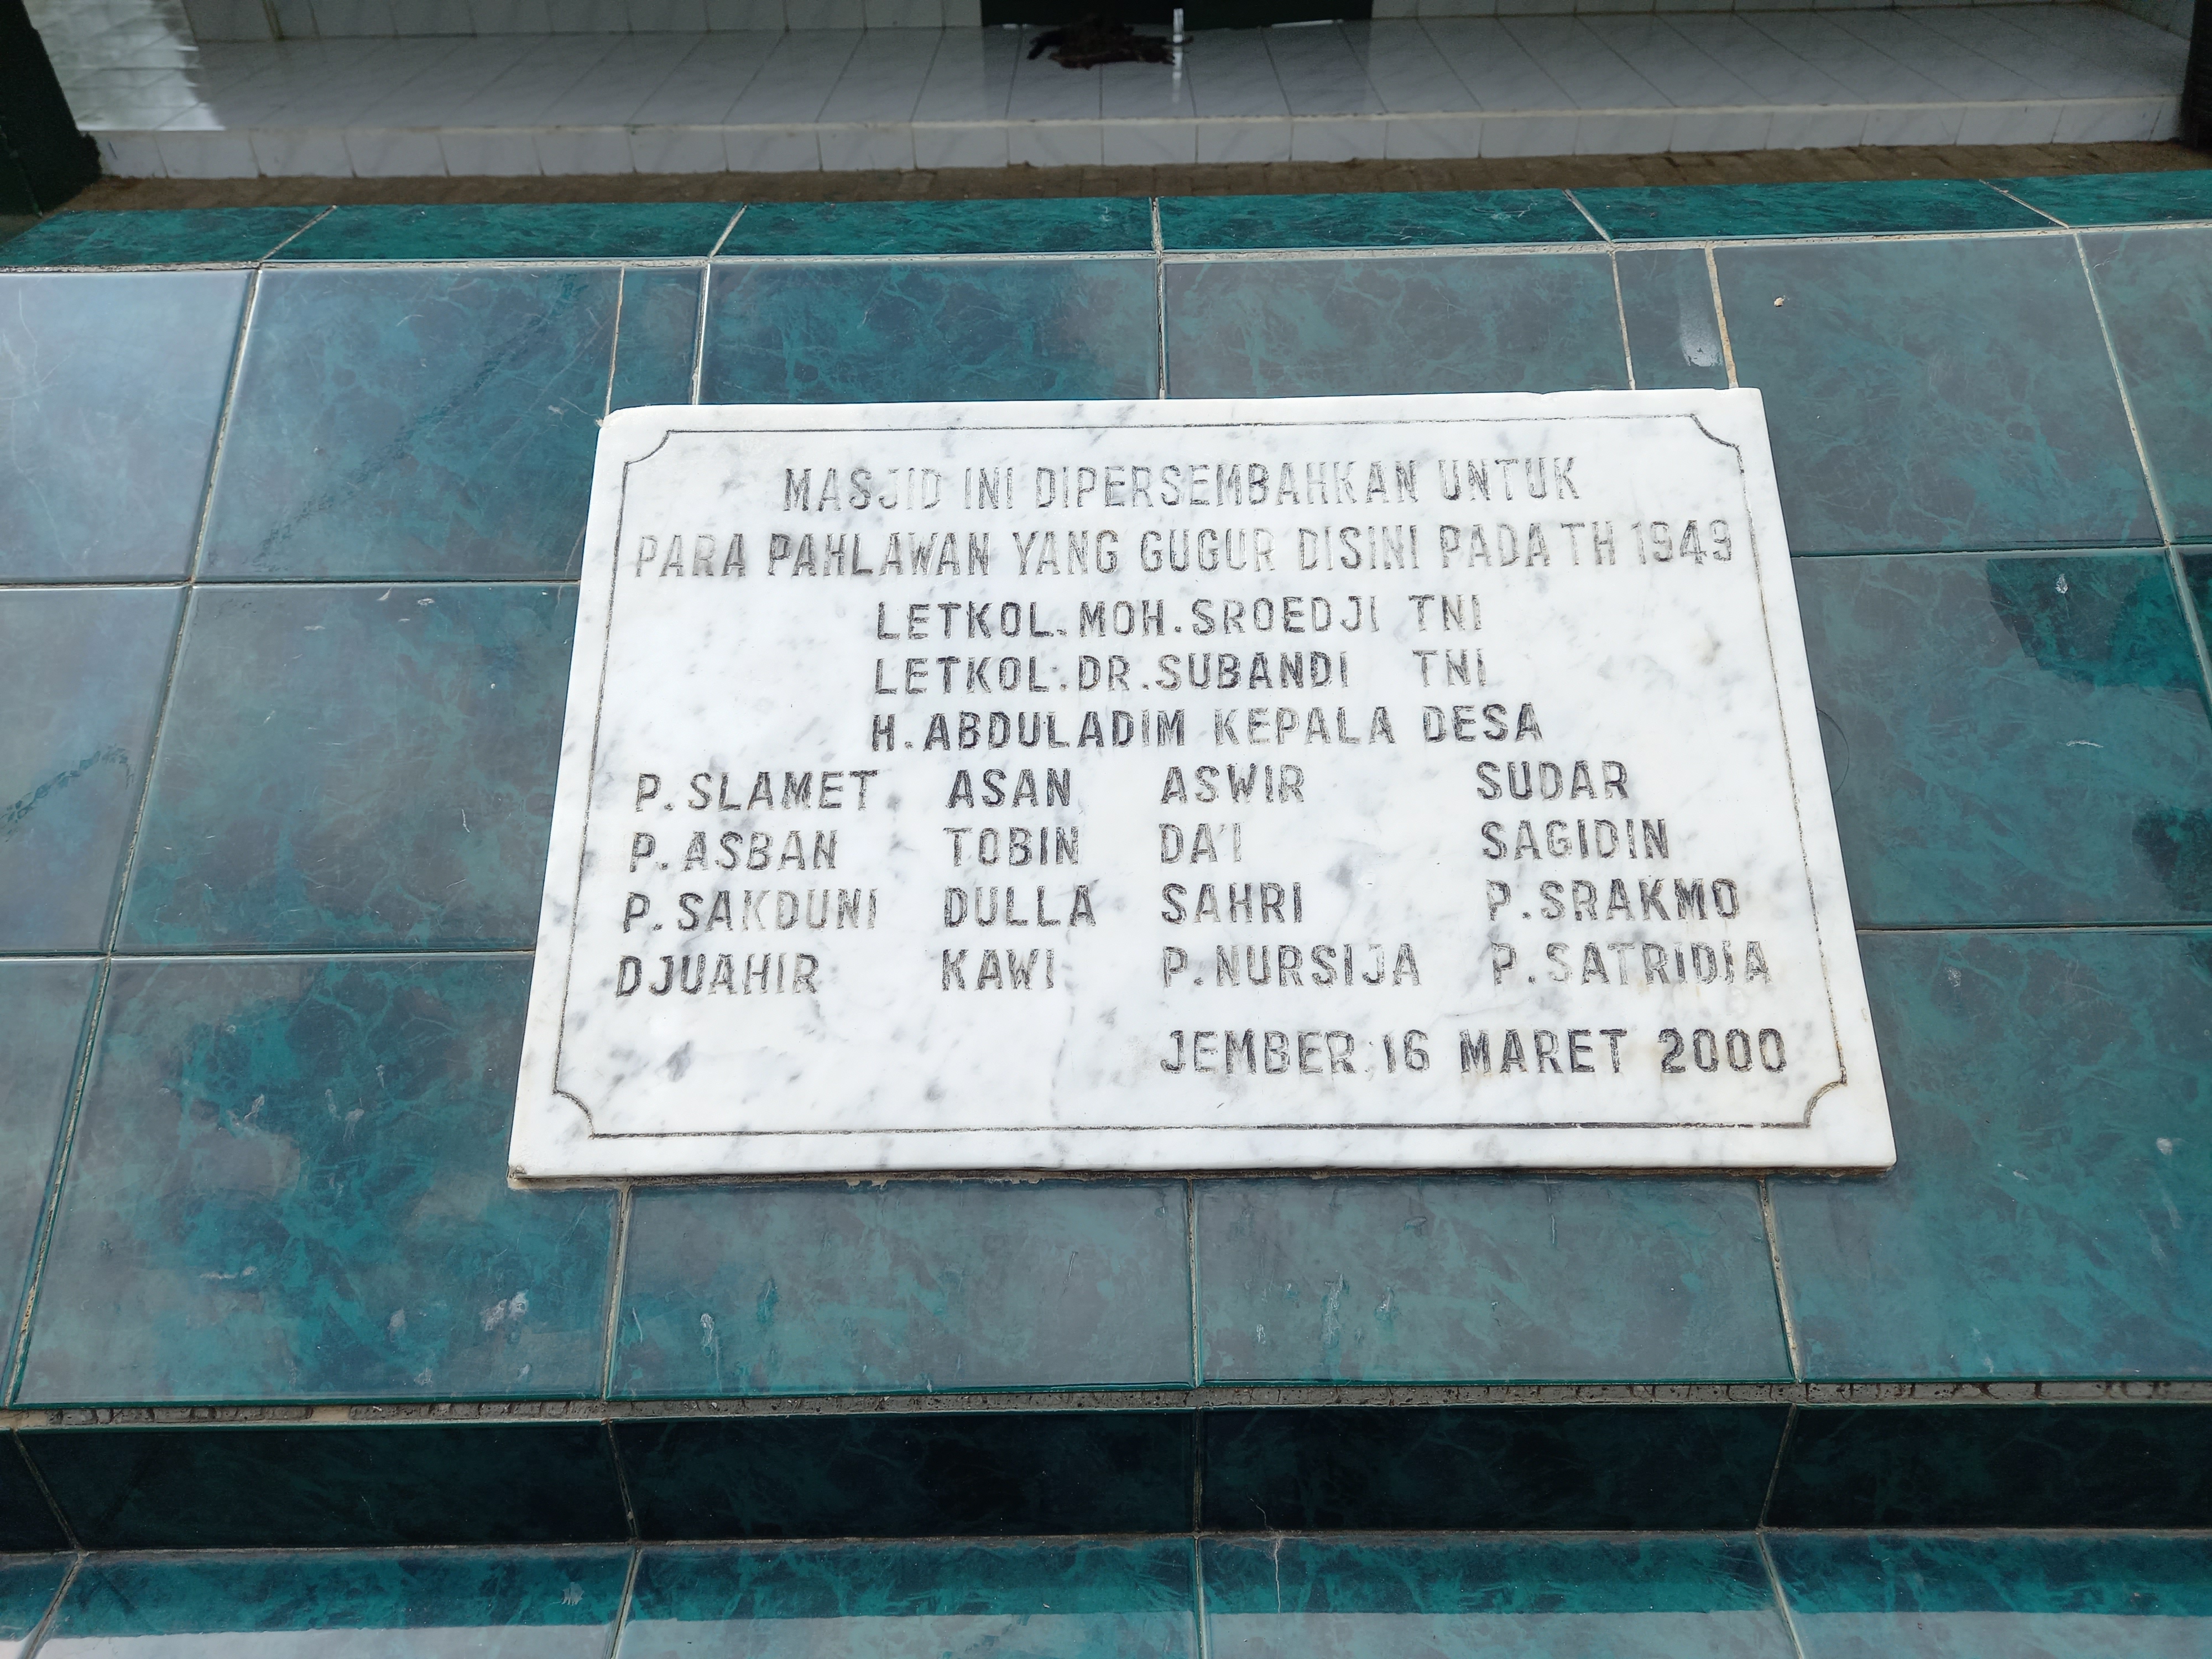 MASJID INI DIPERSEMBAHKAN UNTUK
PARA PAHLAWAN YANG GUGUR DISINI PADA TH 1949
LETKOL.MOH.SROEDJI TNI
LETKOL.DR.SUBANDI TNI
H.ABDULADIM KEPALA DESA
P.SLAMET ASAN ASWIR SUDAR
P.ASBAN TOBIN DA'I SAGIDIN
P.SAKDUNI DULLA SAHRI P.SRAKMO
DJUAHIR KAWI P.NURSIJA P.SATRIDIA
JEMBER.16 MARET 2000